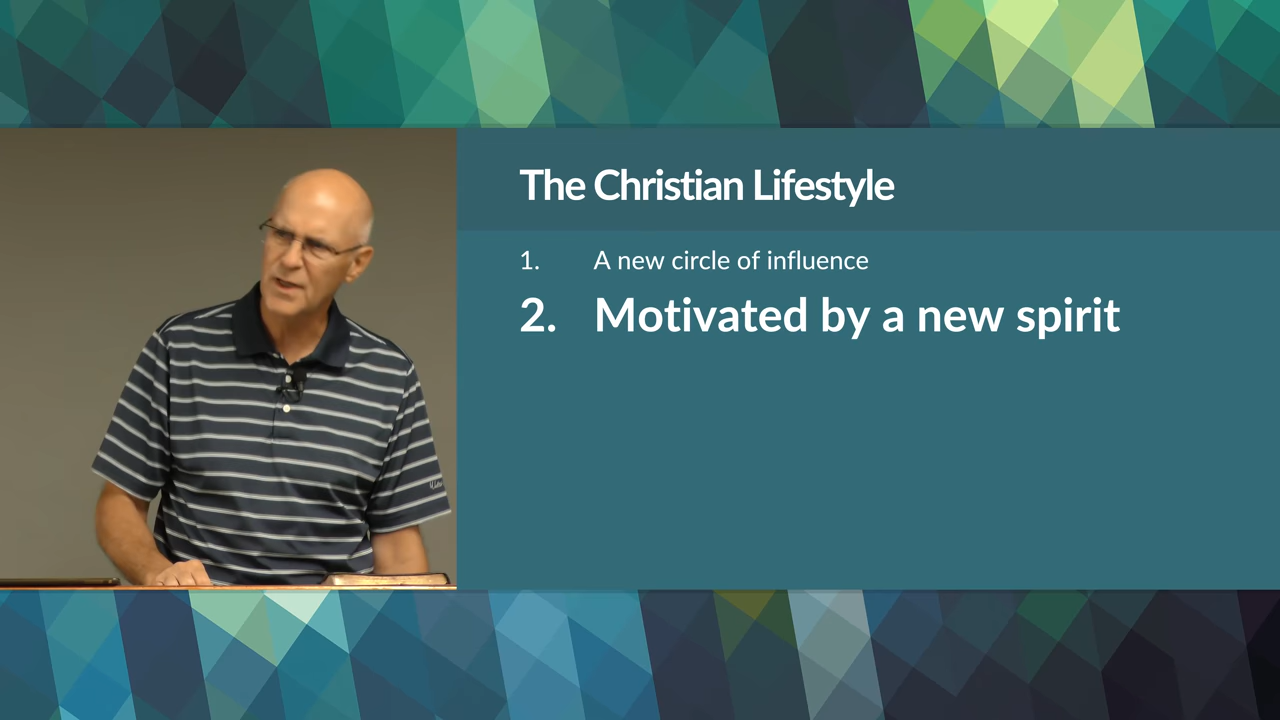 The Christian Lifestyle
1. A new circle of influence
2. Motivated by a new spirit